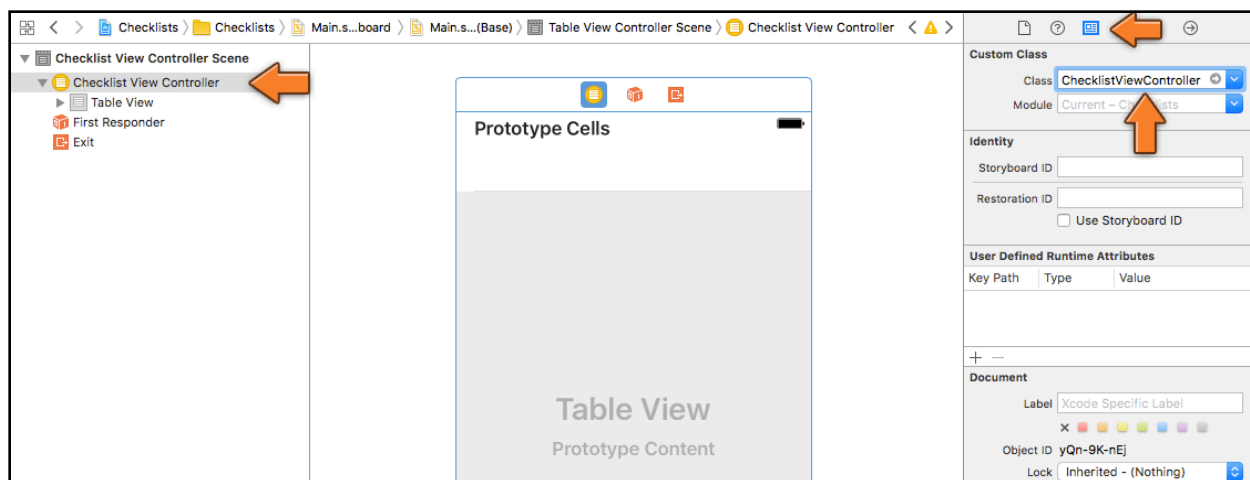 Checklists Checklists Main.s...board Main.s...(Base) Table View Controller Scene Checklist View Controller
Checklist View Controller Scene
Checklist View Controller
Table View
First Responder
Exit
Prototype Cells
Table View
Prototype Content
Custom Class
Class ChecklistViewController
Module Current – Checklists
Identity
Storyboard ID
Restoration ID
Use Storyboard ID
User Defined Runtime Attributes
Key Path Type Value
Document
Label Xcode Specific Label
Object ID yQn-9K-nEj
Lock Inherited - (Nothing)